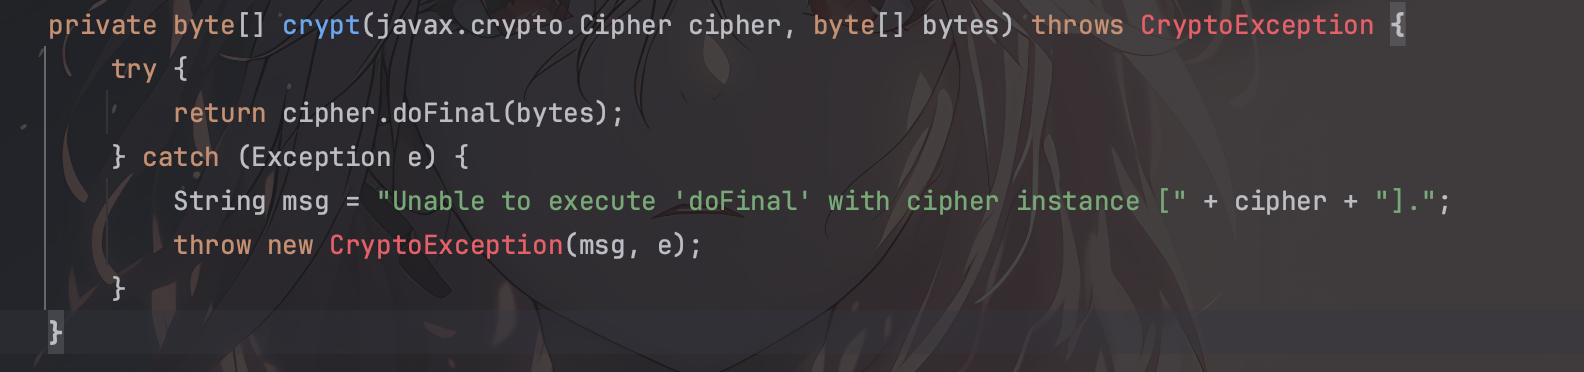 private byte[] crypt(javax.crypto.Cipher cipher, byte[] bytes) throws CryptoException {
    try {
        return cipher.doFinal(bytes);
    } catch (Exception e) {
        String msg = "Unable to execute 'doFinal' with cipher instance [" + cipher + "].";
        throw new CryptoException(msg, e);
    }
}